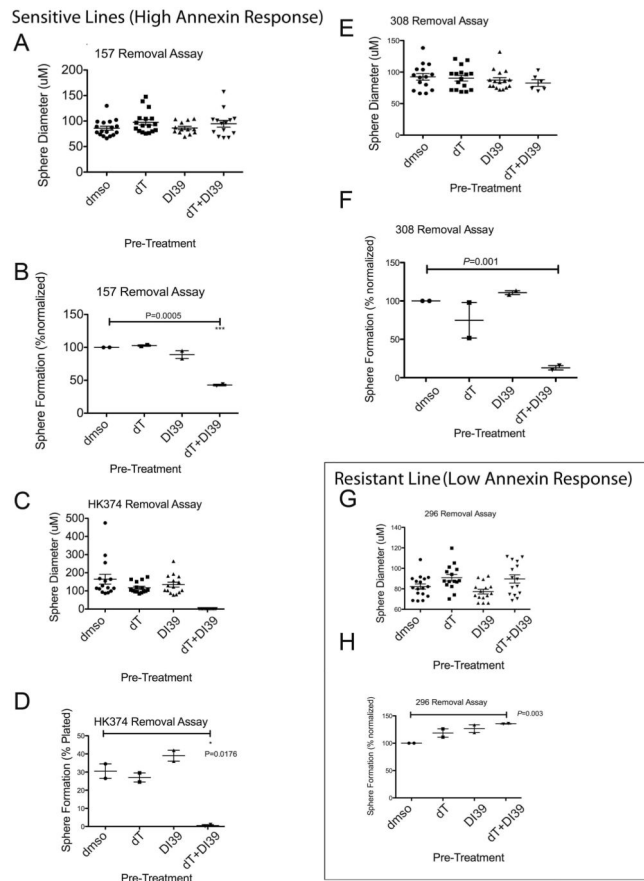 Sensitive Lines (High Annexin Response)
A
157 Removal Assay
Sphere Diameter (uM)
200
150
100
50
0
dmso
dT
DI39
dT+DI39
Pre-Treatment
B
157 Removal Assay
Sphere Formation (%normalized)
P=0.0005
***
150
100
50
0
dmso
dT
DI39
dT+DI39
Pre-Treatment
C
HK374 Removal Assay
Sphere Diameter (uM)
500
400
300
200
100
0
dmso
dT
DI39
dT+DI39
Pre-Treatment
D
HK374 Removal Assay
Sphere Formation (% Plated)
*
P=0.0176
50
40
30
20
10
0
dmso
dT
DI39
dT+DI39
Pre-Treatment
E
308 Removal Assay
Sphere Diameter (uM)
150
100
50
0
dmso
dT
DI39
dT+DI39
Pre-Treatment
F
308 Removal Assay
Sphere Formation (% normalized)
P=0.001
150
100
50
0
dmso
dT
DI39
dT+DI39
Pre-Treatment
Resistant Line (Low Annexin Response)
G
296 Removal Assay
Sphere Diameter (uM)
140
120
100
80
60
dmso
dT
DI39
dT+DI39
Pre-Treatment
H
296 Removal Assay
Sphere Formation (% normalized)
P=0.003
150
100
50
0
dmso
dT
DI39
dT+DI39
Pre-Treatment